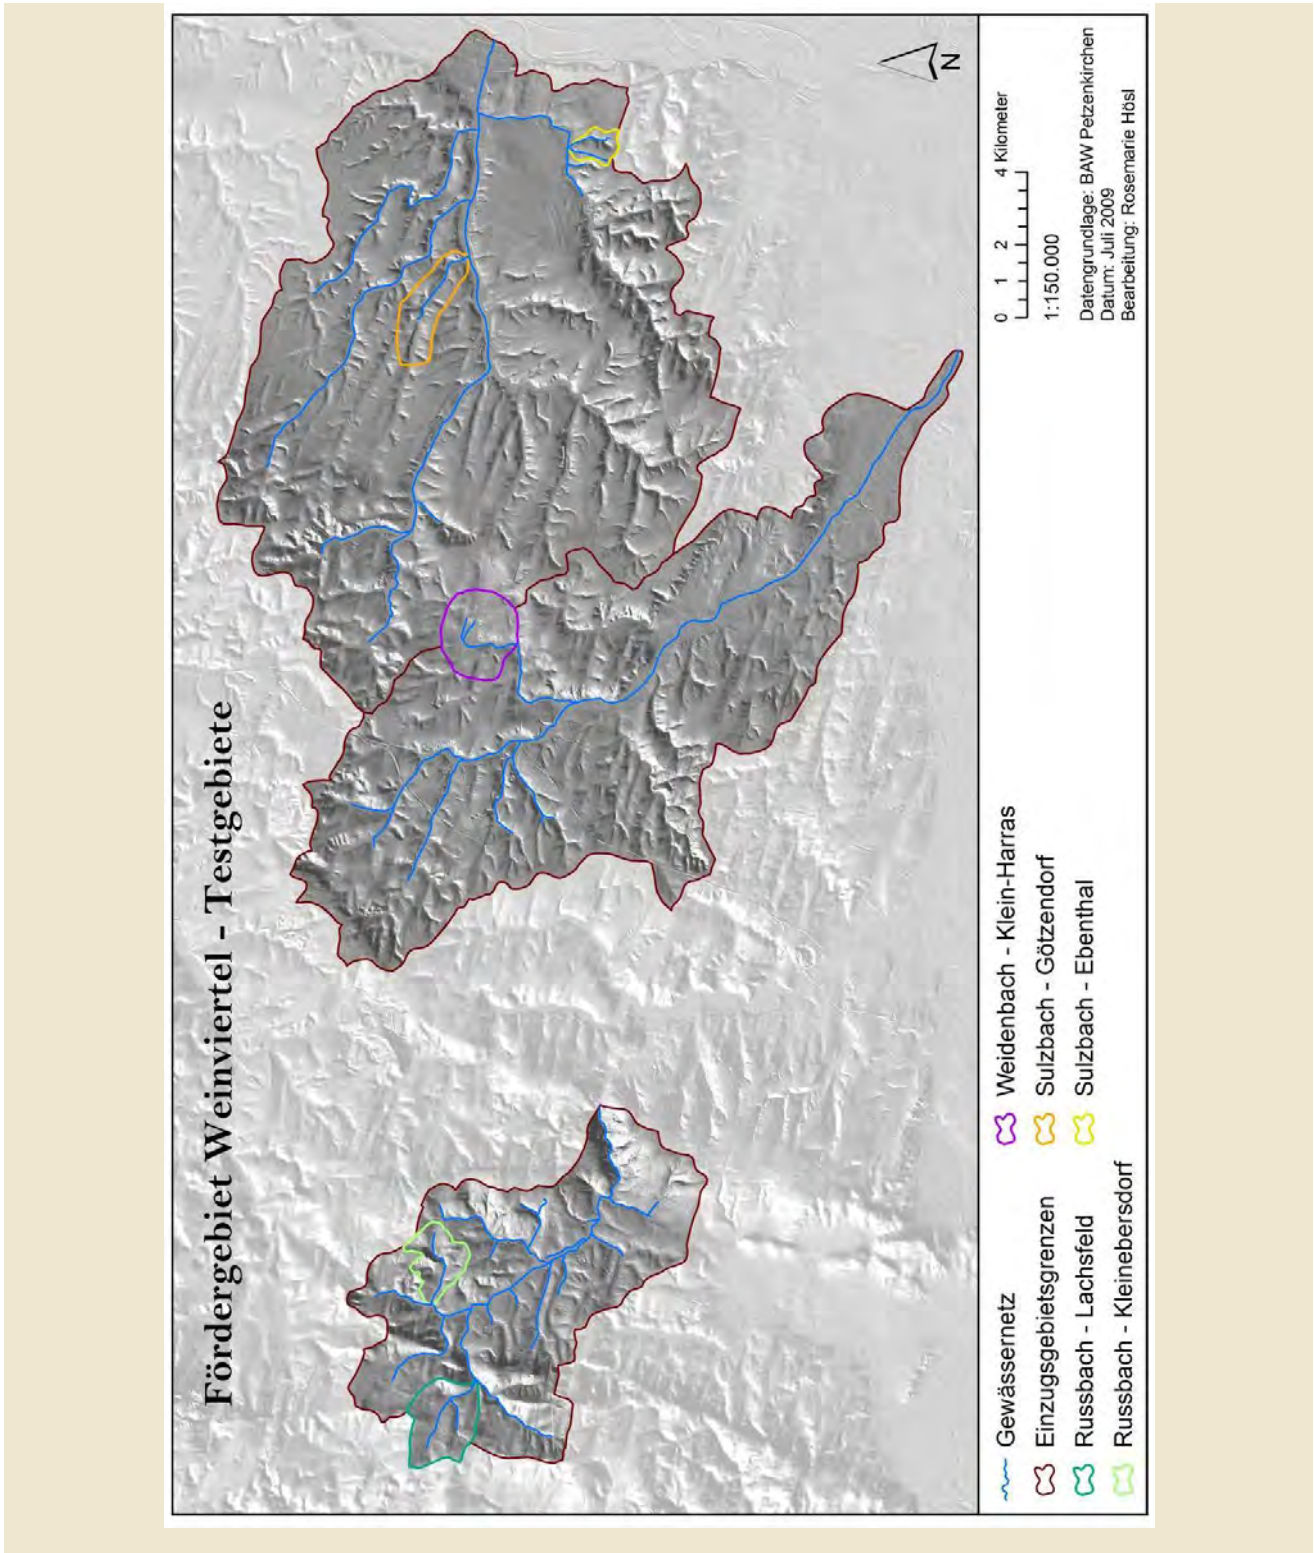 Fördergebiet Weinviertel - Testgebiete
Gewässernetz
Einzugsgebietsgrenzen
Russbach - Lachsfeld
Russbach - Kleinebersdorf
Weidenbach - Klein-Harras
Sulzbach - Götzendorf
Sulzbach - Ebenthal
0 1 2 4 Kilometer
1:150.000
Datengrundlage: BAW Petzenkirchen
Datum: Juli 2009
Bearbeitung: Rosemarie Hösl
N